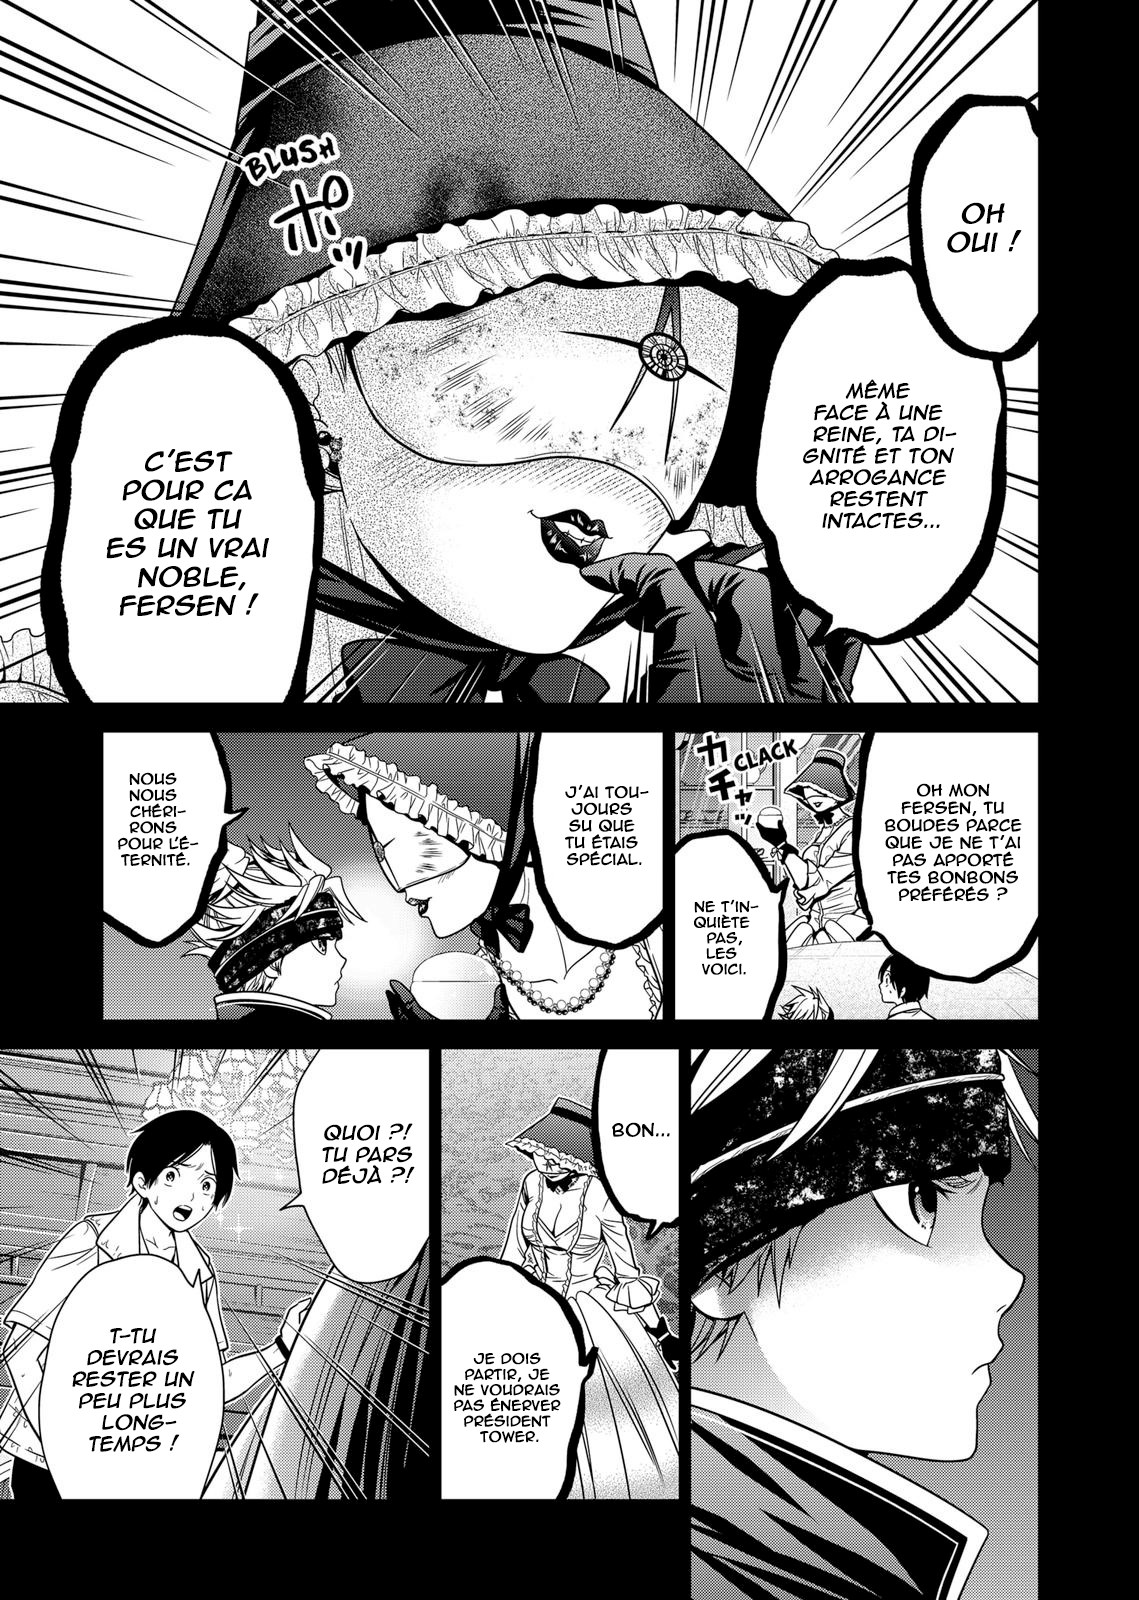 OH
OUI !
MÊME
FACE À UNE
REINE, TA DI-
GNITÉ ET TON
ARROGANCE
RESTENT
INTACTES...
BLUSH
ポッ
C'EST
POUR CA
QUE TU
ES UN VRAI
NOBLE,
FERSEN !
OH MON
FERSEN, TU
BOUDES PARCE
QUE JE NE T'AI
PAS APPORTÉ
TES BONBONS
PRÉFÉRÉS ?
CLACK
カチャッ
NE T'IN-
QUIÈTE
PAS,
LES
VOICI.
J'AI TOU-
JOURS
SU QUE
TU ÉTAIS
SPÉCIAL.
NOUS
NOUS
CHÉRI-
RONS
POUR L'É-
TERNITÉ.
BON...
JE DOIS
PARTIR, JE
NE VOUDRAIS
PAS ÉNERVER
PRÉSIDENT
TOWER.
QUOI ?!
TU PARS
DÉJÀ ?!
T-TU
DEVRAIS
RESTER UN
PEU PLUS
LONG-
TEMPS !